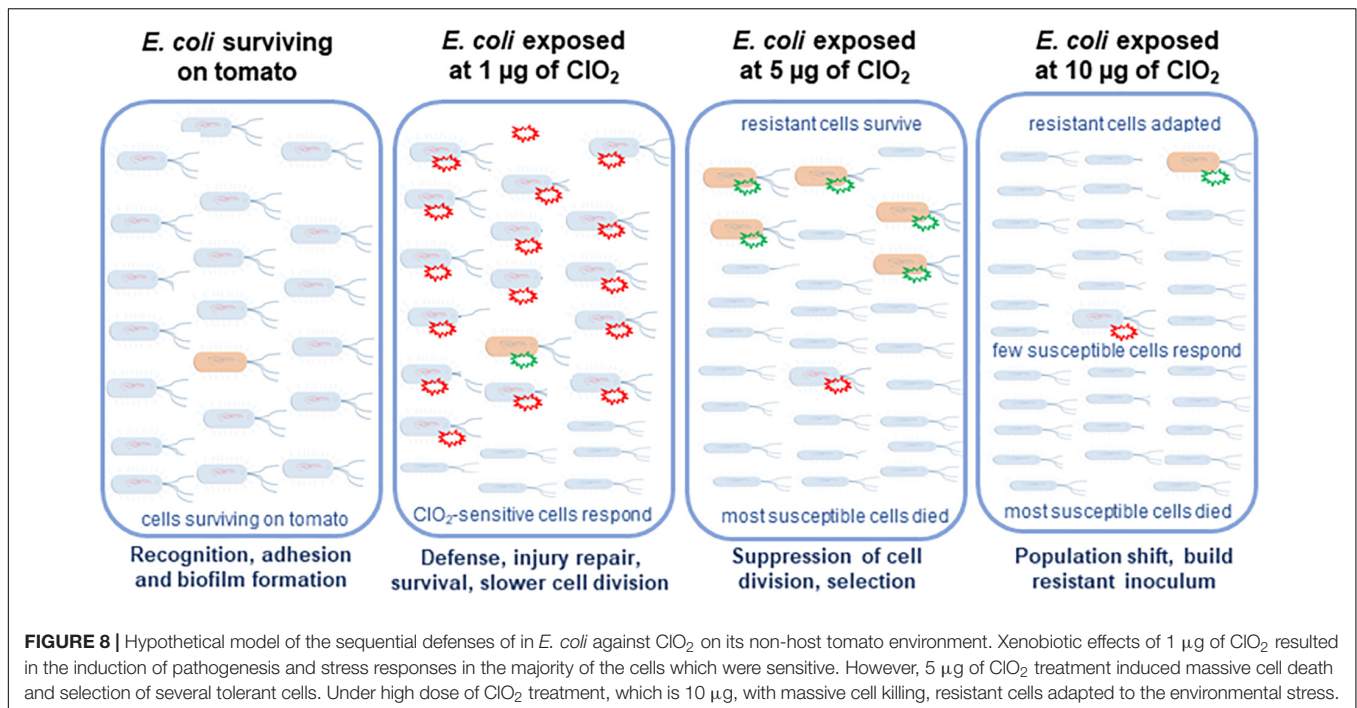 E. coli surviving
on tomato
E. coli exposed
at 1 µg of ClO₂
E. coli exposed
at 5 µg of ClO₂
E. coli exposed
at 10 µg of ClO₂
cells surviving on tomato
ClO₂-sensitive cells respond
resistant cells survive
most susceptible cells died
resistant cells adapted
few susceptible cells respond
most susceptible cells died
Recognition, adhesion
and biofilm formation
Defense, injury repair,
survival, slower cell division
Suppression of cell
division, selection
Population shift, build
resistant inoculum
FIGURE 8 | Hypothetical model of the sequential defenses of in E. coli against ClO₂ on its non-host tomato environment. Xenobiotic effects of 1 µg of ClO₂ resulted
in the induction of pathogenesis and stress responses in the majority of the cells which were sensitive. However, 5 µg of ClO₂ treatment induced massive cell death
and selection of several tolerant cells. Under high dose of ClO₂ treatment, which is 10 µg, with massive cell killing, resistant cells adapted to the environmental stress.